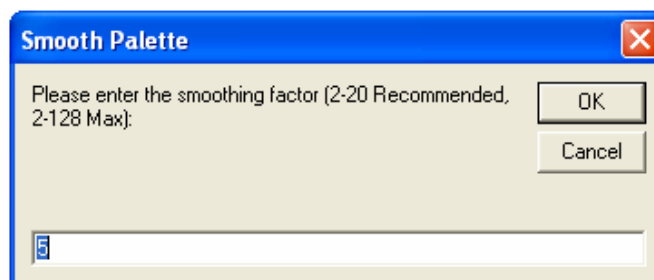 Smooth Palette
Please enter the smoothing factor (2-20 Recommended,
2-128 Max):
OK
Cancel
5